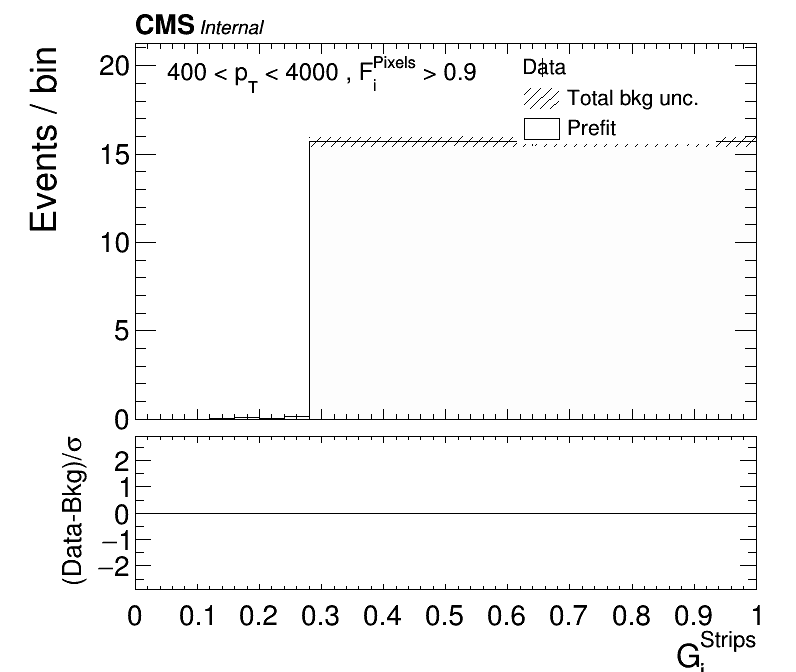 CMS Internal
400 < p_T < 4000 , F_i^Pixels > 0.9
Data
Total bkg unc.
Prefit
Events / bin
20
15
10
5
0
(Data-Bkg)/σ
2
1
0
−1
−2
0 0.1 0.2 0.3 0.4 0.5 0.6 0.7 0.8 0.9 1
G_i^Strips